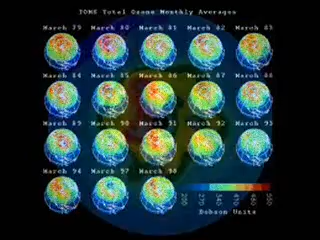 TOMS Total Ozone Monthly Averages
March 79 March 80 March 81 March 82 March 83
March 84 March 85 March 86 March 87 March 88
March 89 March 90 March 91 March 92 March 93
March 94 March 97 March 98
Dobson Units